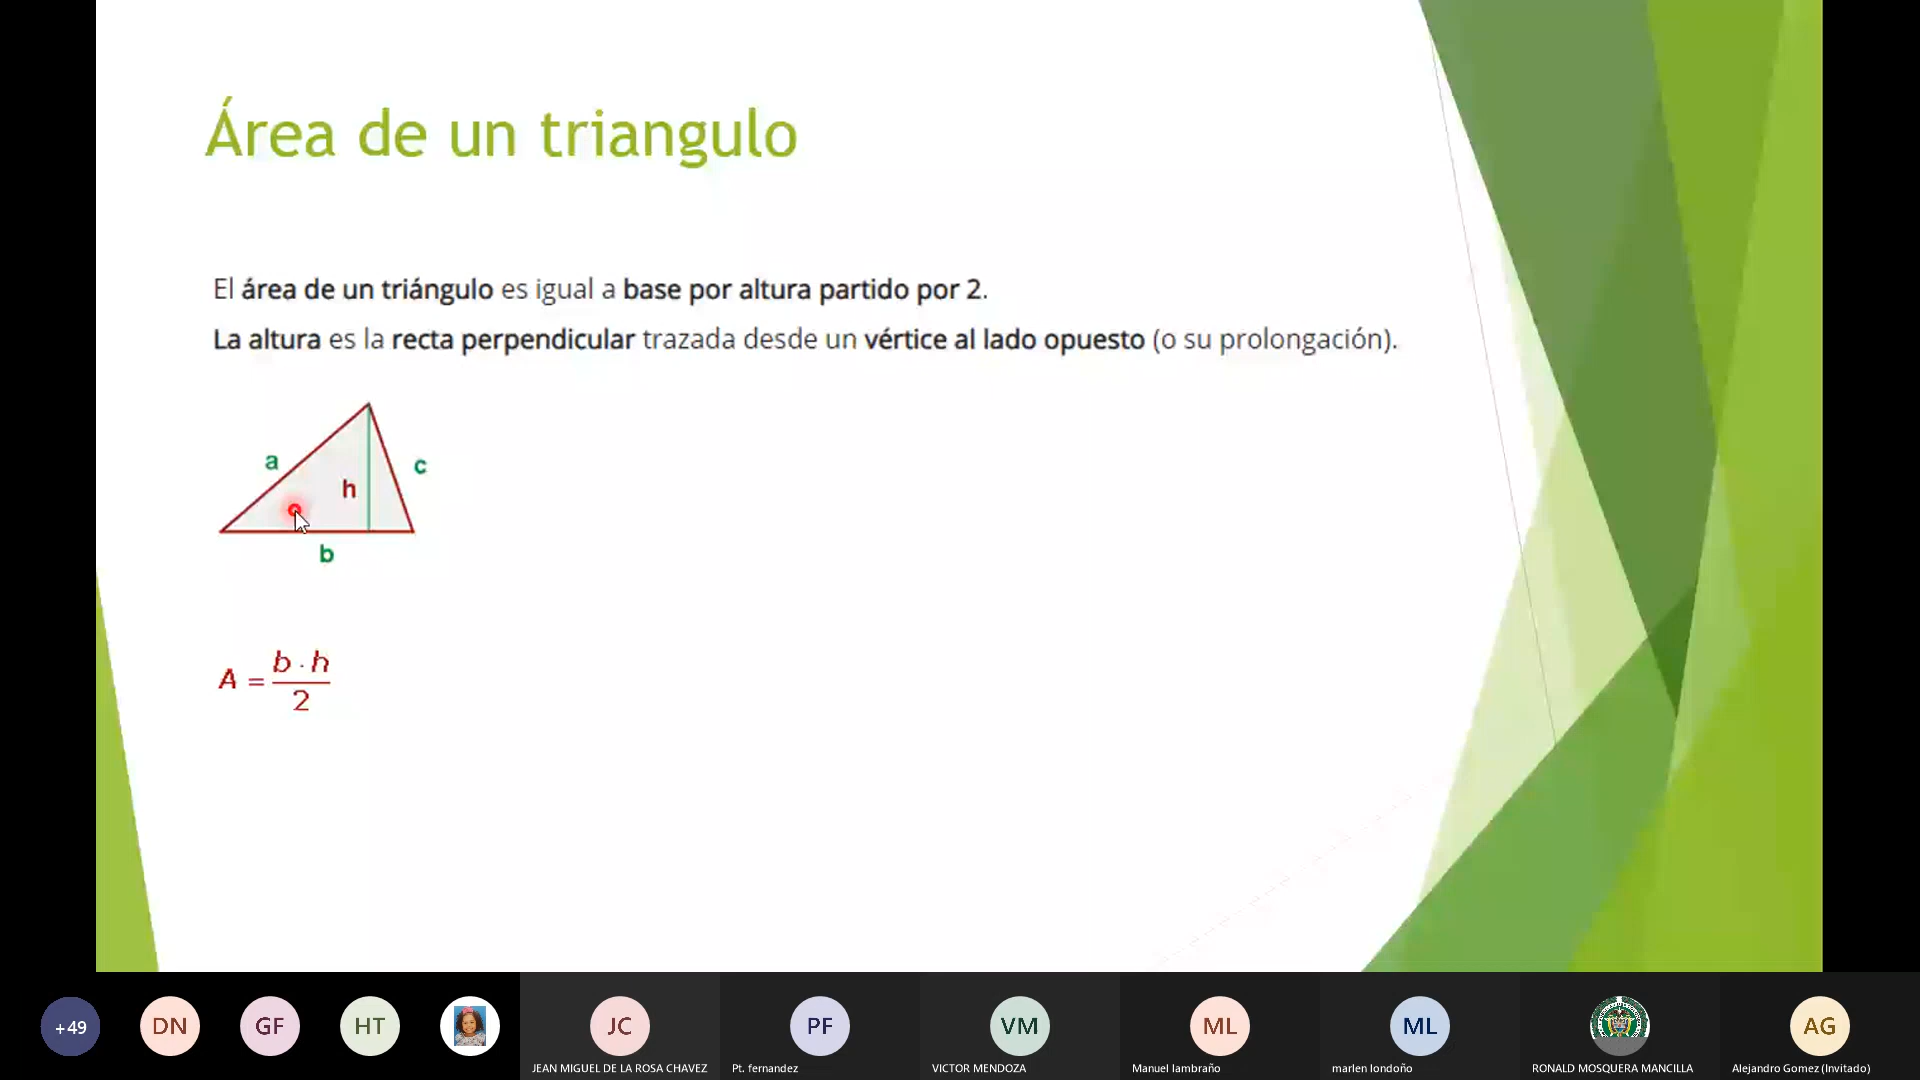 Área de un triangulo
El área de un triángulo es igual a base por altura partido por 2.
La altura es la recta perpendicular trazada desde un vértice al lado opuesto (o su prolongación).
a
c
h
b
A = b · h / 2
+49
DN
GF
HT
JC
PF
VM
ML
ML
AG
JEAN MIGUEL DE LA ROSA CHAVEZ
Pt. fernandez
VICTOR MENDOZA
Manuel lambraño
marlen londoño
RONALD MOSQUERA MANCILLA
Alejandro Gomez (Invitado)